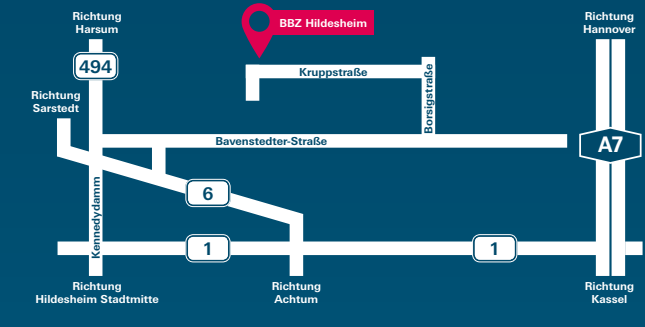 Richtung
Harsum
BBZ Hildesheim
Richtung
Hannover
494
Kruppstraße
Richtung
Sarstedt
Borsigstraße
Bavenstedter-Straße
A7
6
Kennedydamm
1
1
Richtung
Hildesheim Stadtmitte
Richtung
Achtum
Richtung
Kassel